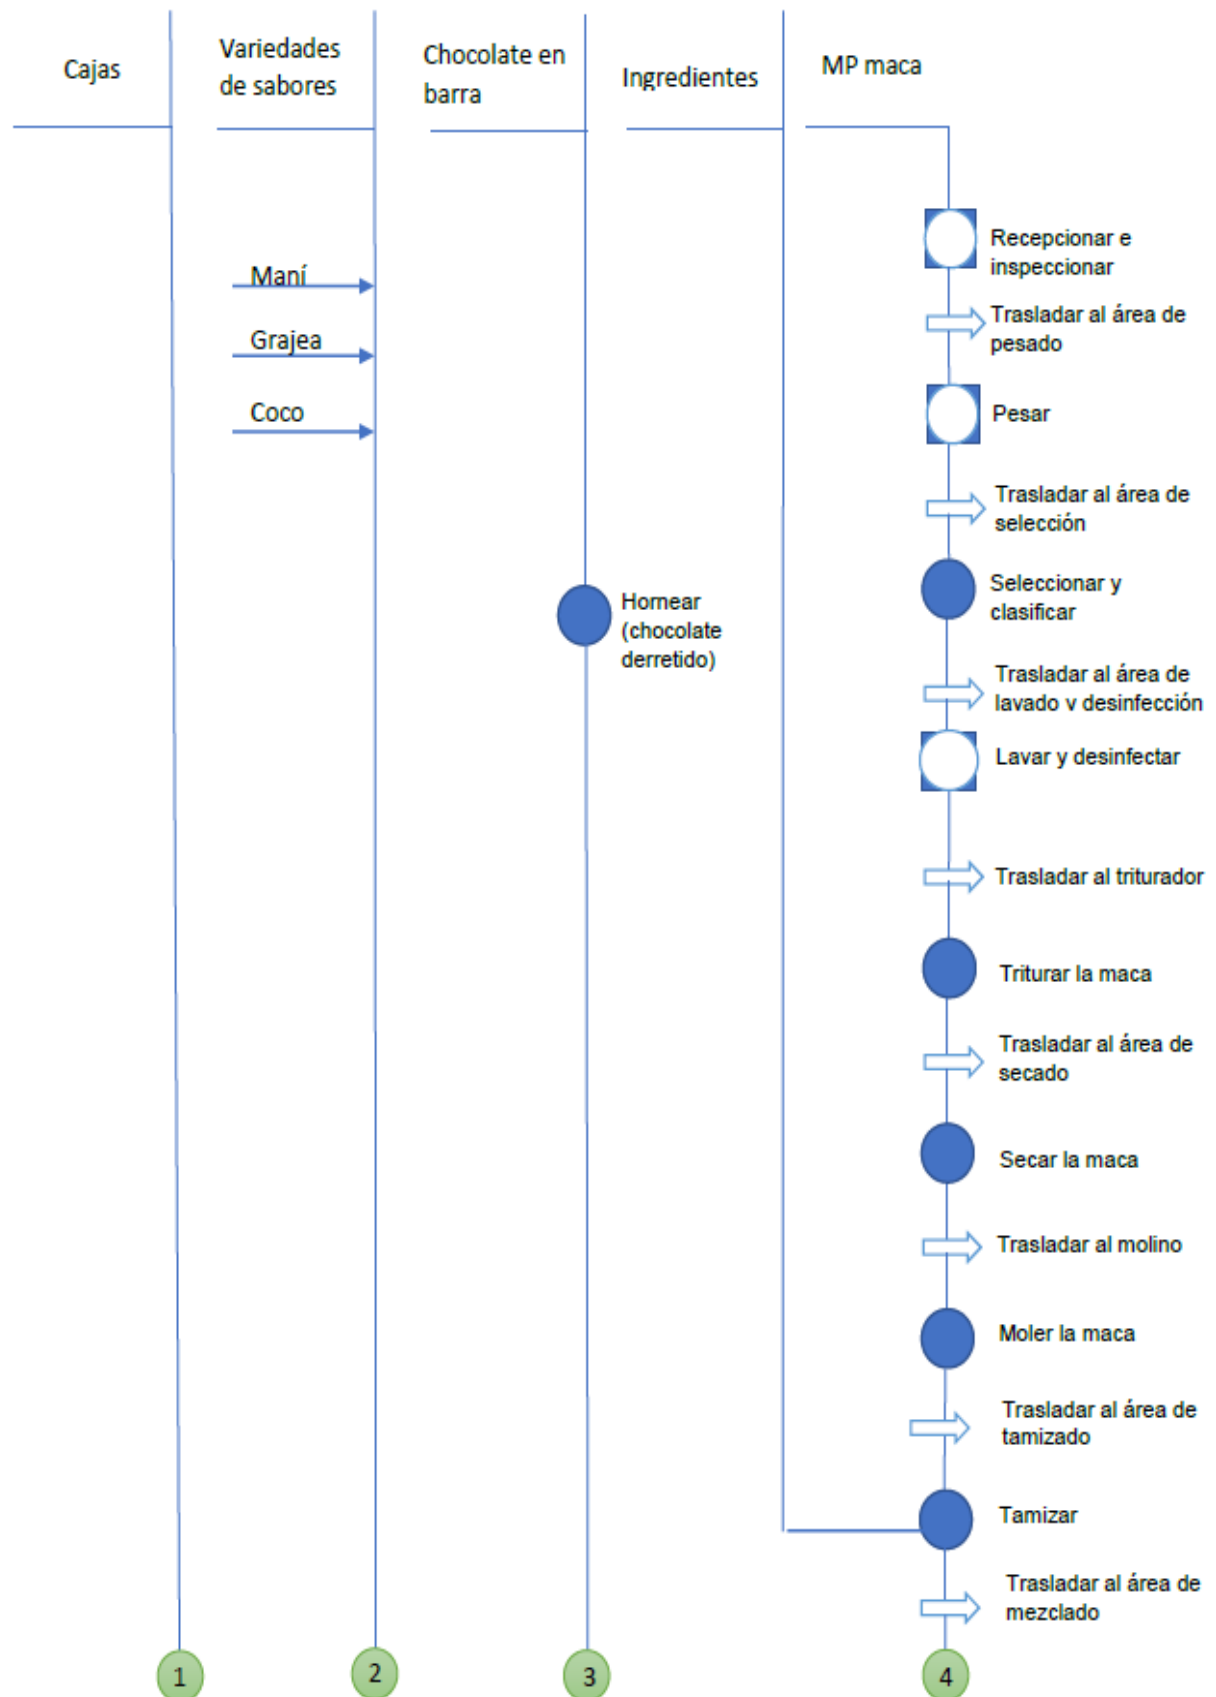 Cajas
Variedades
de sabores
Chocolate en
barra
Ingredientes
MP maca
Maní
Grajea
Coco
Hornear
(chocolate
derretido)
Recepcionar e
inspeccionar
Trasladar al área de
pesado
Pesar
Trasladar al área de
selección
Seleccionar y
clasificar
Trasladar al área de
lavado y desinfección
Lavar y desinfectar
Trasladar al triturador
Triturar la maca
Trasladar al área de
secado
Secar la maca
Trasladar al molino
Moler la maca
Trasladar al área de
tamizado
Tamizar
Trasladar al área de
mezclado
1
2
3
4